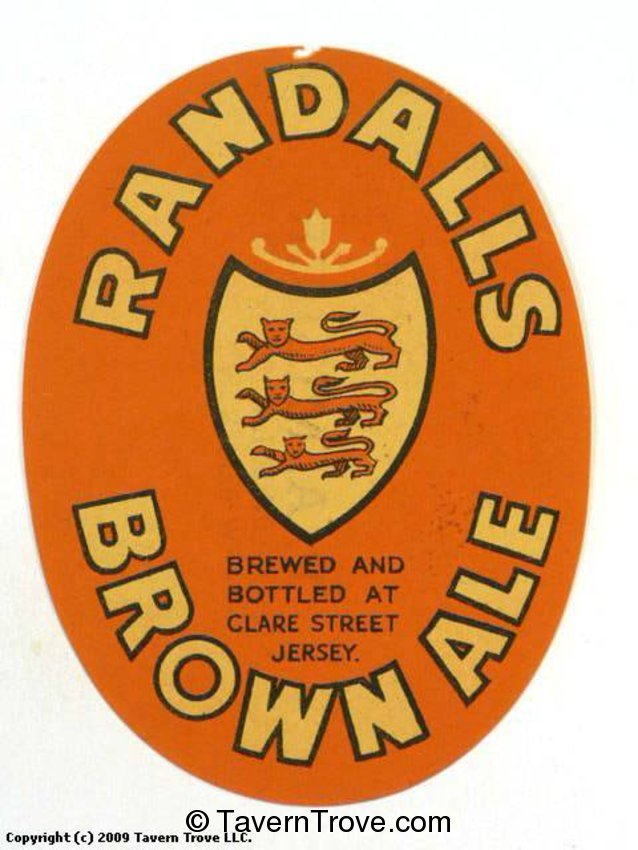 RANDALLS
BREWED AND
BOTTLED AT
CLARE STREET
JERSEY.
BROWN ALE
© TavernTrove.com
Copyright (c) 2009 Tavern Trove LLC.